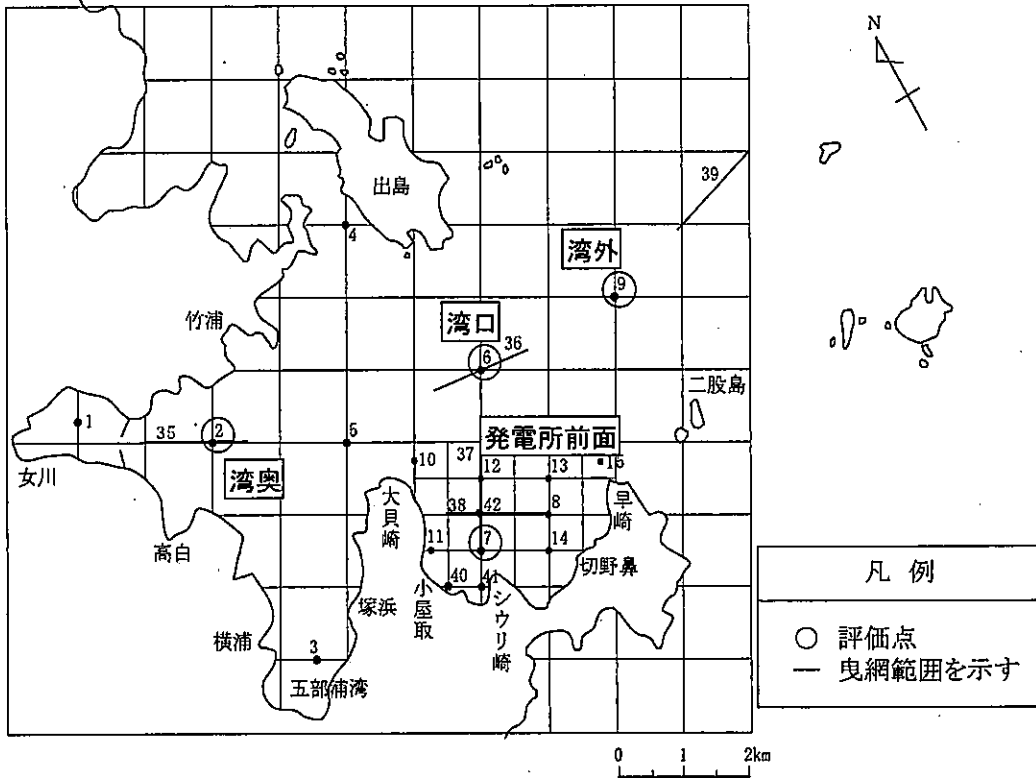 N
出島
39
4
湾外
9
竹浦
湾口
36
6
二股島
1
35
2
5
発電所前面
37
10
12
13
15
女川
湾奥
大貝崎
38
42
8
早崎
高白
11
7
14
切野鼻
凡 例
40
41
小屋取
シウリ崎
塚浜
横浦
3
五部浦湾
○ 評価点
― 曳網範囲を示す
0 1 2km